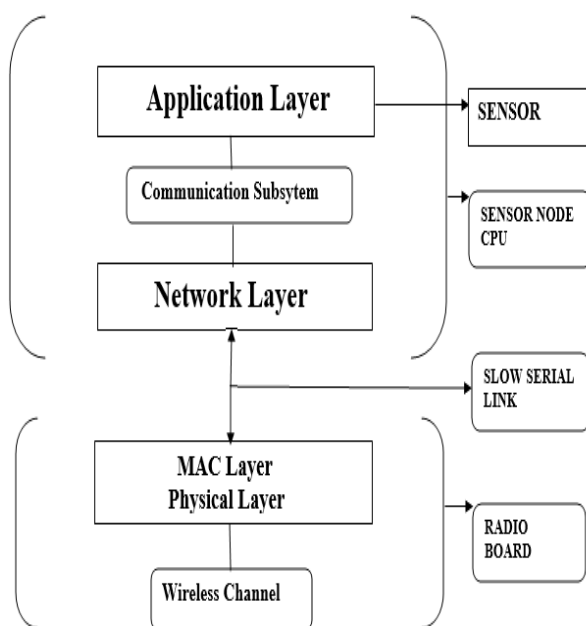 Application Layer
SENSOR
Communication Subsytem
SENSOR NODE
CPU
Network Layer
SLOW SERIAL
LINK
MAC Layer
Physical Layer
RADIO
BOARD
Wireless Channel